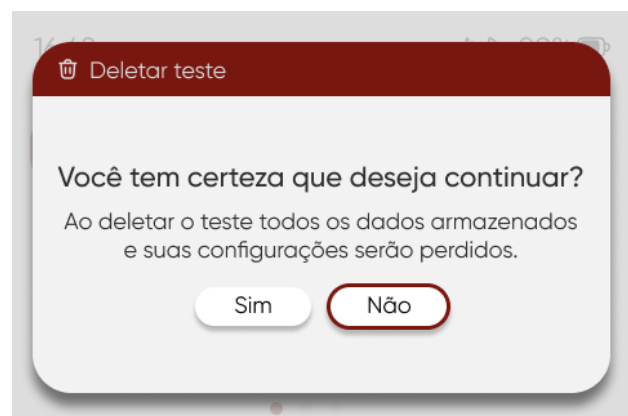 Deletar teste
Você tem certeza que deseja continuar?
Ao deletar o teste todos os dados armazenados
e suas configurações serão perdidos.
Sim
Não